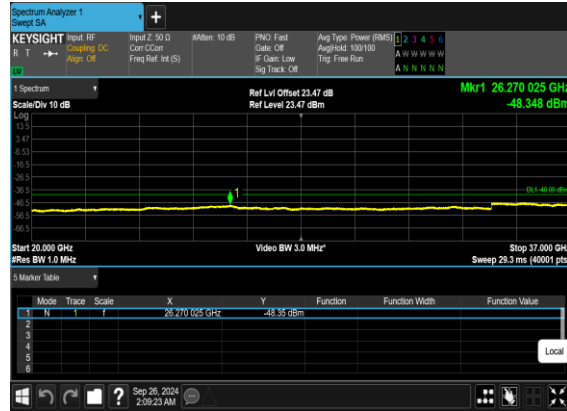 Spectrum Analyzer 1
Swept SA
+
KEYSIGHT Input: RF Input Z: 50 Ω #Atten: 10 dB PNO: Fast Avg Type: Power (RMS) 1 2 3 4 5 6
R T Coupling: DC Corr CCorr Gate: Off Avg|Hold: 100/100 A W W W W W
Align: Off Freq Ref: Int (S) IF Gain: Low Trig: Free Run
Sig Track: Off A N N N N N
1 Spectrum
Ref Lvl Offset 23.47 dB Mkr1 26.270 025 GHz
Scale/Div 10 dB Ref Level 23.47 dBm -48.348 dBm
Log
13.5
3.47
-6.53
-16.5
-26.5
-36.5 1 DL1 -40.00 dBm
-46.5
-56.5
-66.5
Start 20.000 GHz Video BW 3.0 MHz* Stop 37.000 GHz
#Res BW 1.0 MHz Sweep 29.3 ms (40001 pts)
5 Marker Table
Mode Trace Scale X Y Function Function Width Function Value
1 N 1 f 26.270 025 GHz -48.35 dBm
2
3
4
5
6
Local
? Sep 26, 2024
2:09:23 AM